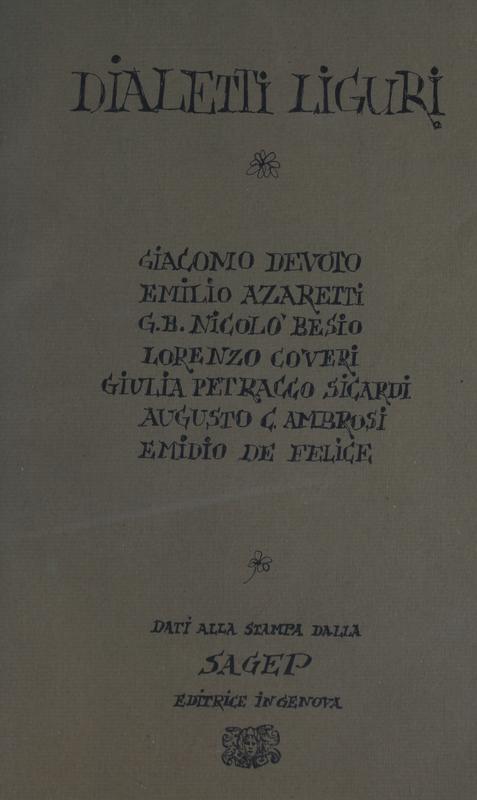 DiALETTi LiGURi
GiACOMO DEVOTO
EMiLiO AZARETTi
G.B. NiCOLO' BESiO
LORENZO COVERi
GiULiA PETRACCO SiCARDi
AUGUSTO C. AMBROSi
EMiDiO DE FELiCE
DATi ALLA STAMPA DALLA
SAGEP
EDITRiCE iN GENOVA